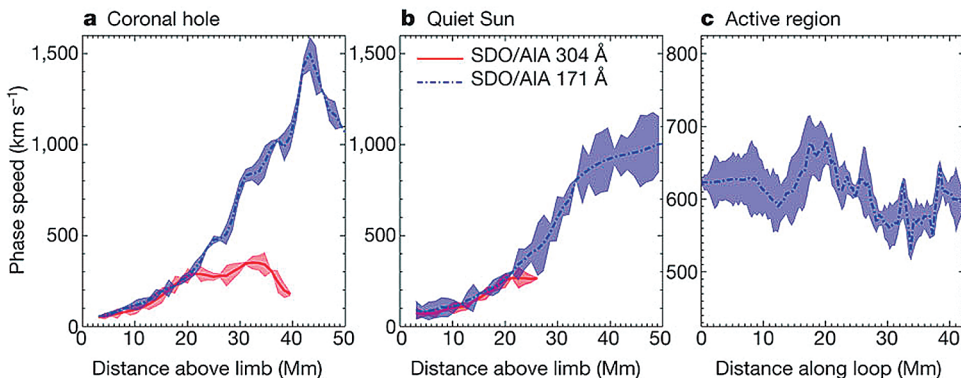 a Coronal hole
b Quiet Sun
c Active region
1,500
1,000
500
0
Phase speed (km s⁻¹)
0 10 20 30 40 50
Distance above limb (Mm)
SDO/AIA 304 Å
SDO/AIA 171 Å
1,500
1,000
500
0
0 10 20 30 40 50
Distance above limb (Mm)
800
700
600
500
0 10 20 30 40
Distance along loop (Mm)